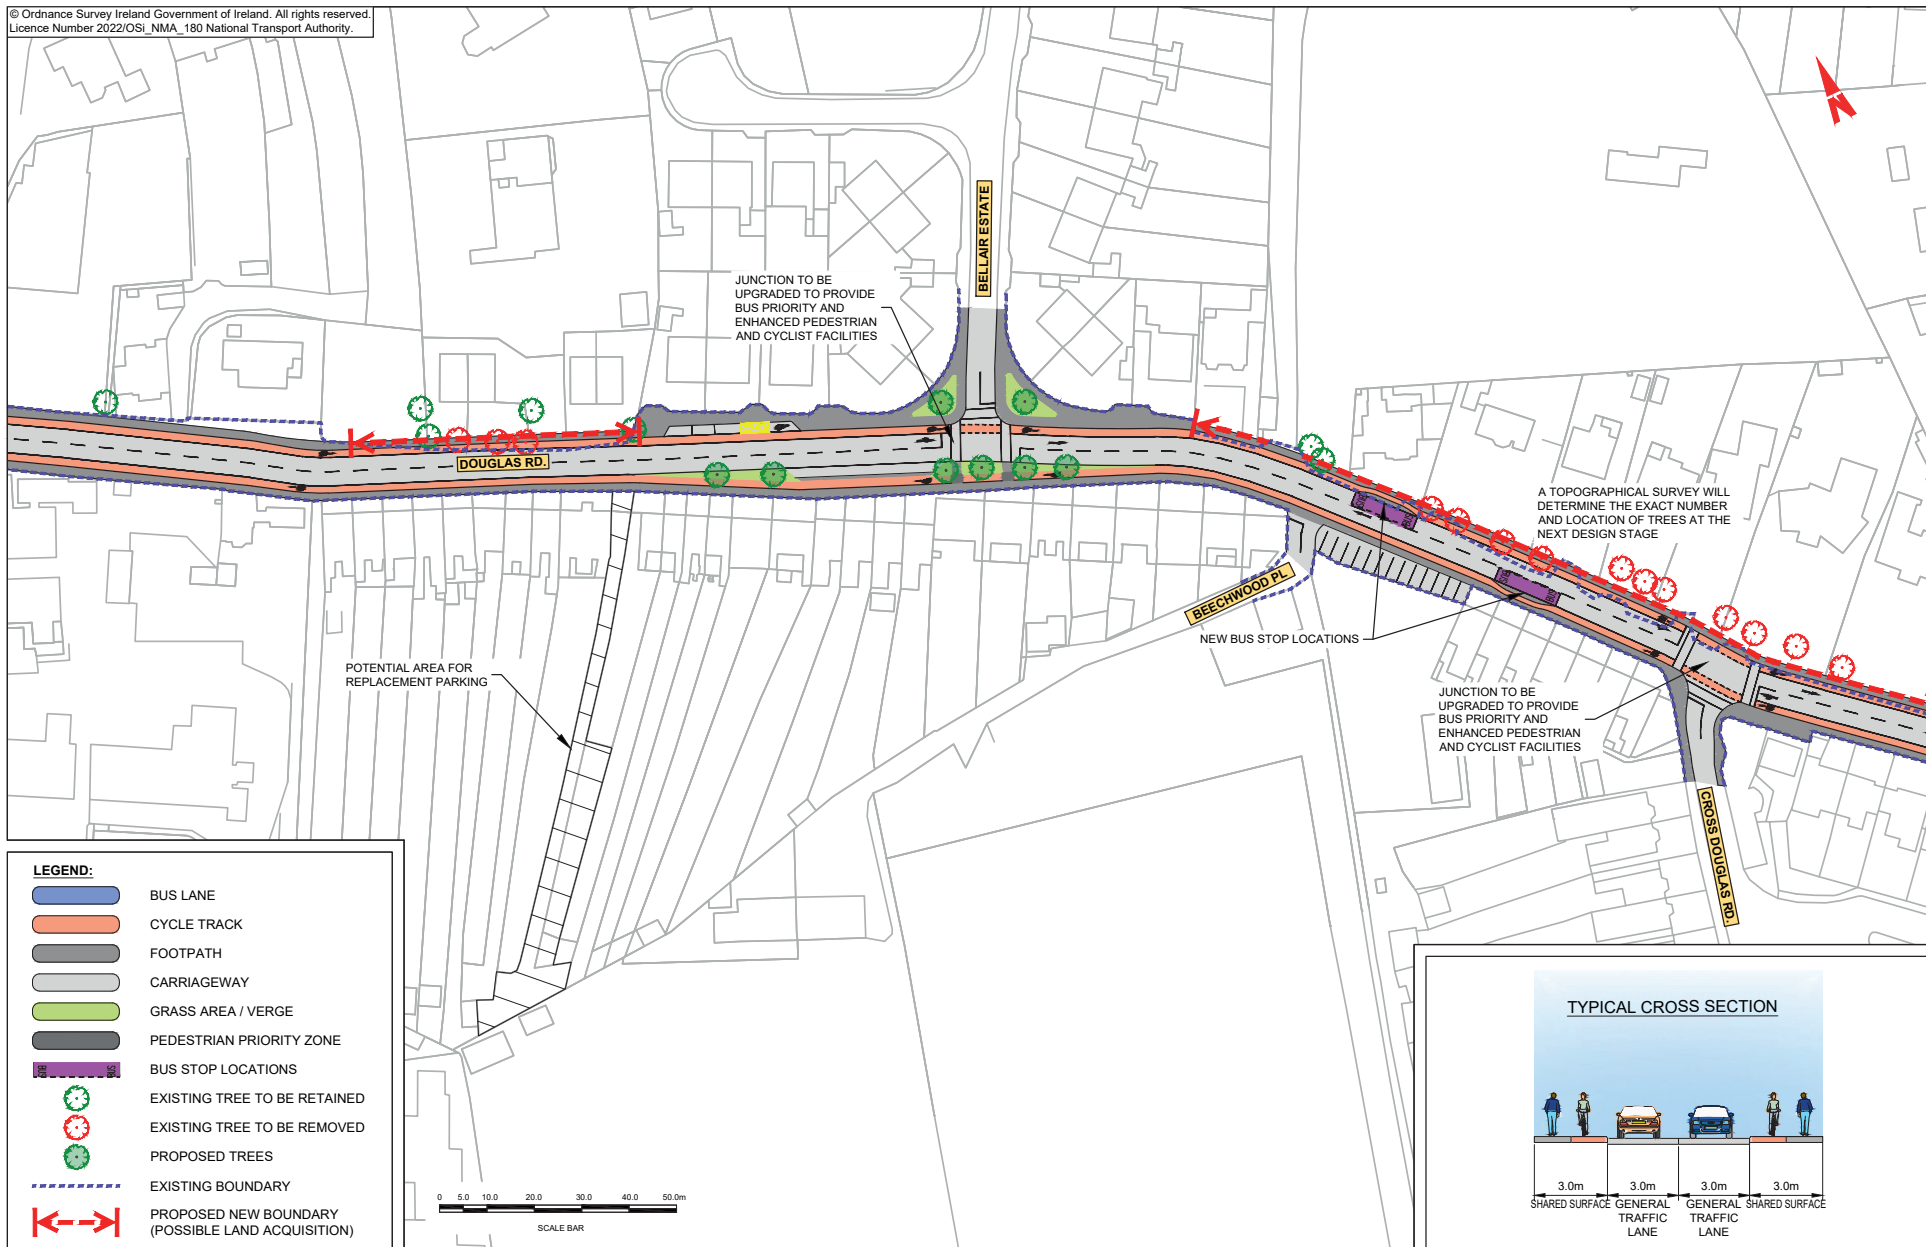 © Ordnance Survey Ireland Government of Ireland. All rights reserved.
Licence Number 2022/OSi_NMA_180 National Transport Authority.
N
BELLAIR ESTATE
JUNCTION TO BE
UPGRADED TO PROVIDE
BUS PRIORITY AND
ENHANCED PEDESTRIAN
AND CYCLIST FACILITIES
DOUGLAS RD.
BUS
BUS
A TOPOGRAPHICAL SURVEY WILL
DETERMINE THE EXACT NUMBER
AND LOCATION OF TREES AT THE
NEXT DESIGN STAGE
BUS
BUS
BEECHWOOD PL
NEW BUS STOP LOCATIONS
POTENTIAL AREA FOR
REPLACEMENT PARKING
JUNCTION TO BE
UPGRADED TO PROVIDE
BUS PRIORITY AND
ENHANCED PEDESTRIAN
AND CYCLIST FACILITIES
CROSS DOUGLAS RD.
LEGEND:
BUS LANE
CYCLE TRACK
FOOTPATH
CARRIAGEWAY
GRASS AREA / VERGE
PEDESTRIAN PRIORITY ZONE
BUS BUS
BUS STOP LOCATIONS
EXISTING TREE TO BE RETAINED
EXISTING TREE TO BE REMOVED
PROPOSED TREES
EXISTING BOUNDARY
PROPOSED NEW BOUNDARY
(POSSIBLE LAND ACQUISITION)
0 5.0 10.0 20.0 30.0 40.0 50.0m
SCALE BAR
TYPICAL CROSS SECTION
3.0m 3.0m 3.0m 3.0m
SHARED SURFACE GENERAL GENERAL SHARED SURFACE
TRAFFIC TRAFFIC
LANE LANE